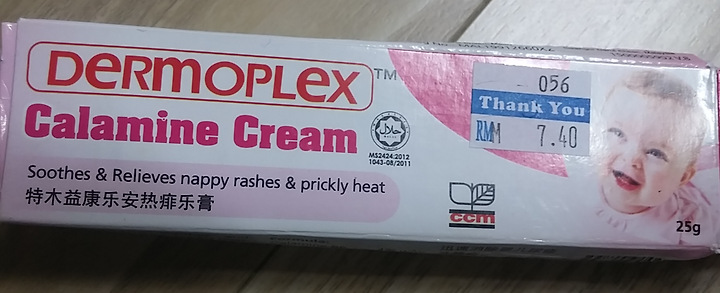 DERMOPLEX™
Calamine Cream
حلال
MS2424:2012
1043-08/2011
Soothes & Relieves nappy rashes & prickly heat
特木益康乐安热痱乐膏
056
Thank You
RM 7.40
ccm
25g